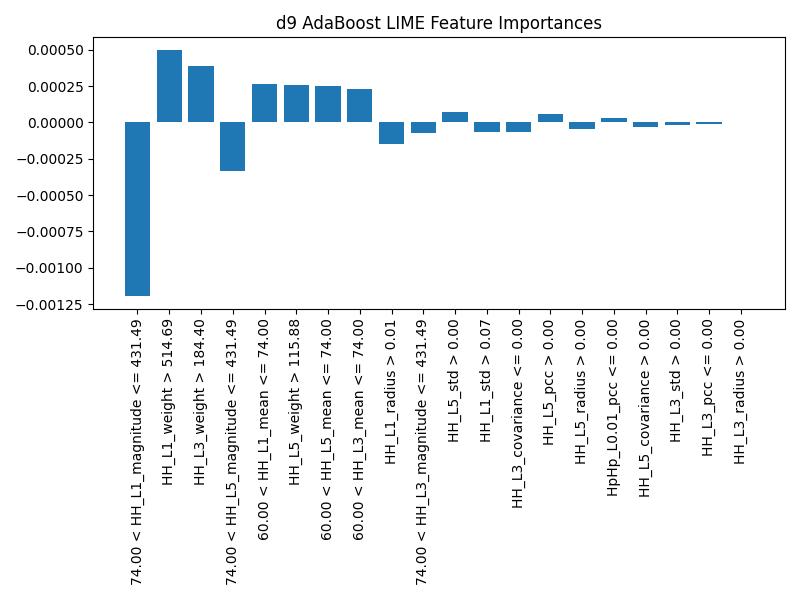 d9 AdaBoost LIME Feature Importances
0.00050
0.00025
0.00000
−0.00025
−0.00050
−0.00075
−0.00100
−0.00125
74.00 < HH_L1_magnitude <= 431.49
HH_L1_weight > 514.69
HH_L3_weight > 184.40
74.00 < HH_L5_magnitude <= 431.49
60.00 < HH_L1_mean <= 74.00
HH_L5_weight > 115.88
60.00 < HH_L5_mean <= 74.00
60.00 < HH_L3_mean <= 74.00
HH_L1_radius > 0.01
74.00 < HH_L3_magnitude <= 431.49
HH_L5_std > 0.00
HH_L1_std > 0.07
HH_L3_covariance <= 0.00
HH_L5_pcc > 0.00
HH_L5_radius > 0.00
HpHp_L0.01_pcc <= 0.00
HH_L5_covariance > 0.00
HH_L3_std > 0.00
HH_L3_pcc <= 0.00
HH_L3_radius > 0.00